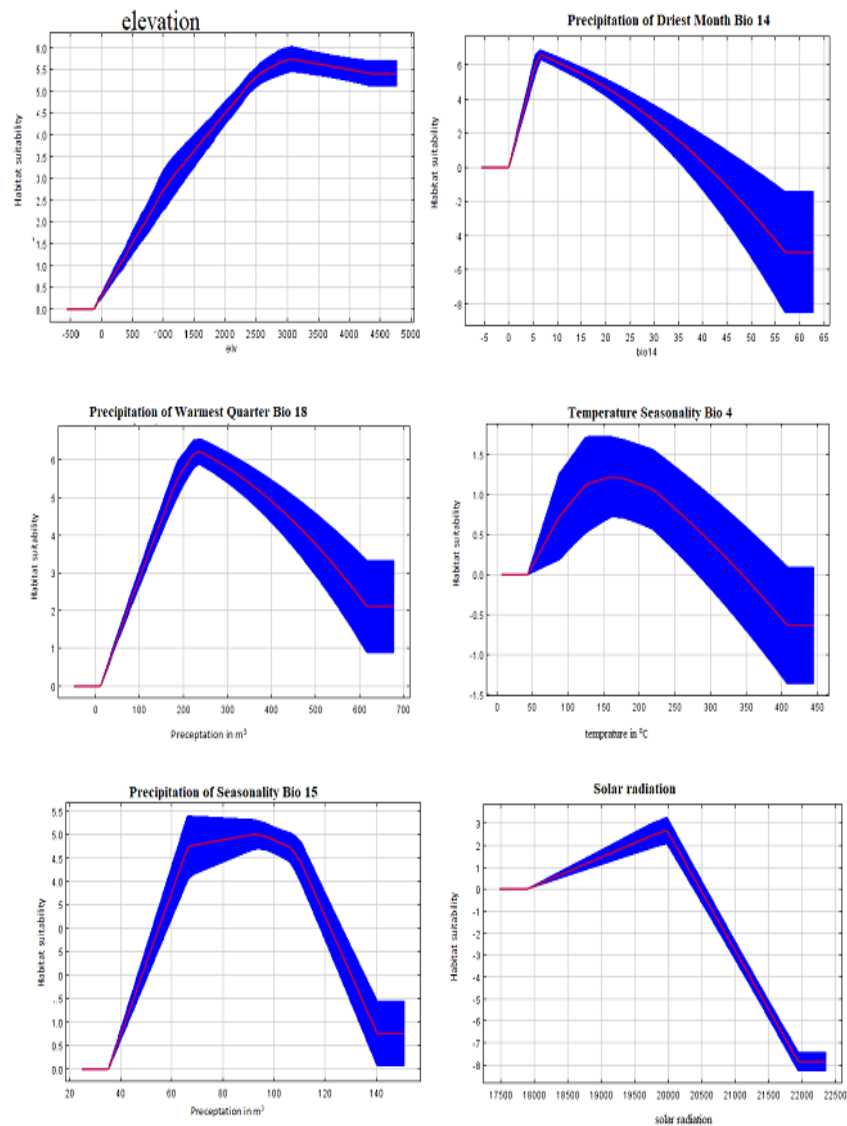 elevation
6.0
5.5
5.0
4.5
4.0
3.5
3.0
2.5
2.0
1.5
1.0
0.5
0.0
Habitat suitability
-500 0 500 1000 1500 2000 2500 3000 3500 4000 4500 5000
elv
Precipitation of Driest Month Bio 14
6
4
2
0
-2
-4
-6
-8
Habitat suitability
-5 0 5 10 15 20 25 30 35 40 45 50 55 60 65
bio14
Precipitation of Warmest Quarter Bio 18
6
5
4
3
2
1
0
Habitat suitability
0 100 200 300 400 500 600 700
Preceptation in m³
Temperature Seasonality Bio 4
1.5
1.0
0.5
0.0
-0.5
-1.0
-1.5
Habitat suitability
0 50 100 150 200 250 300 350 400 450
temprature in ⁰C
Precipitation of Seasonality Bio 15
5.5
5.0
4.5
4.0
5
0
5
0
.5
1.0
0.5
0.0
Habitat suitability
20 40 60 80 100 120 140
Preceptation in m³
Solar radiation
3
2
1
0
-1
-2
-3
-4
-5
-6
-7
-8
Habitat suitability
17500 18000 18500 19000 19500 20000 20500 21000 21500 22000 22500
solar radiation